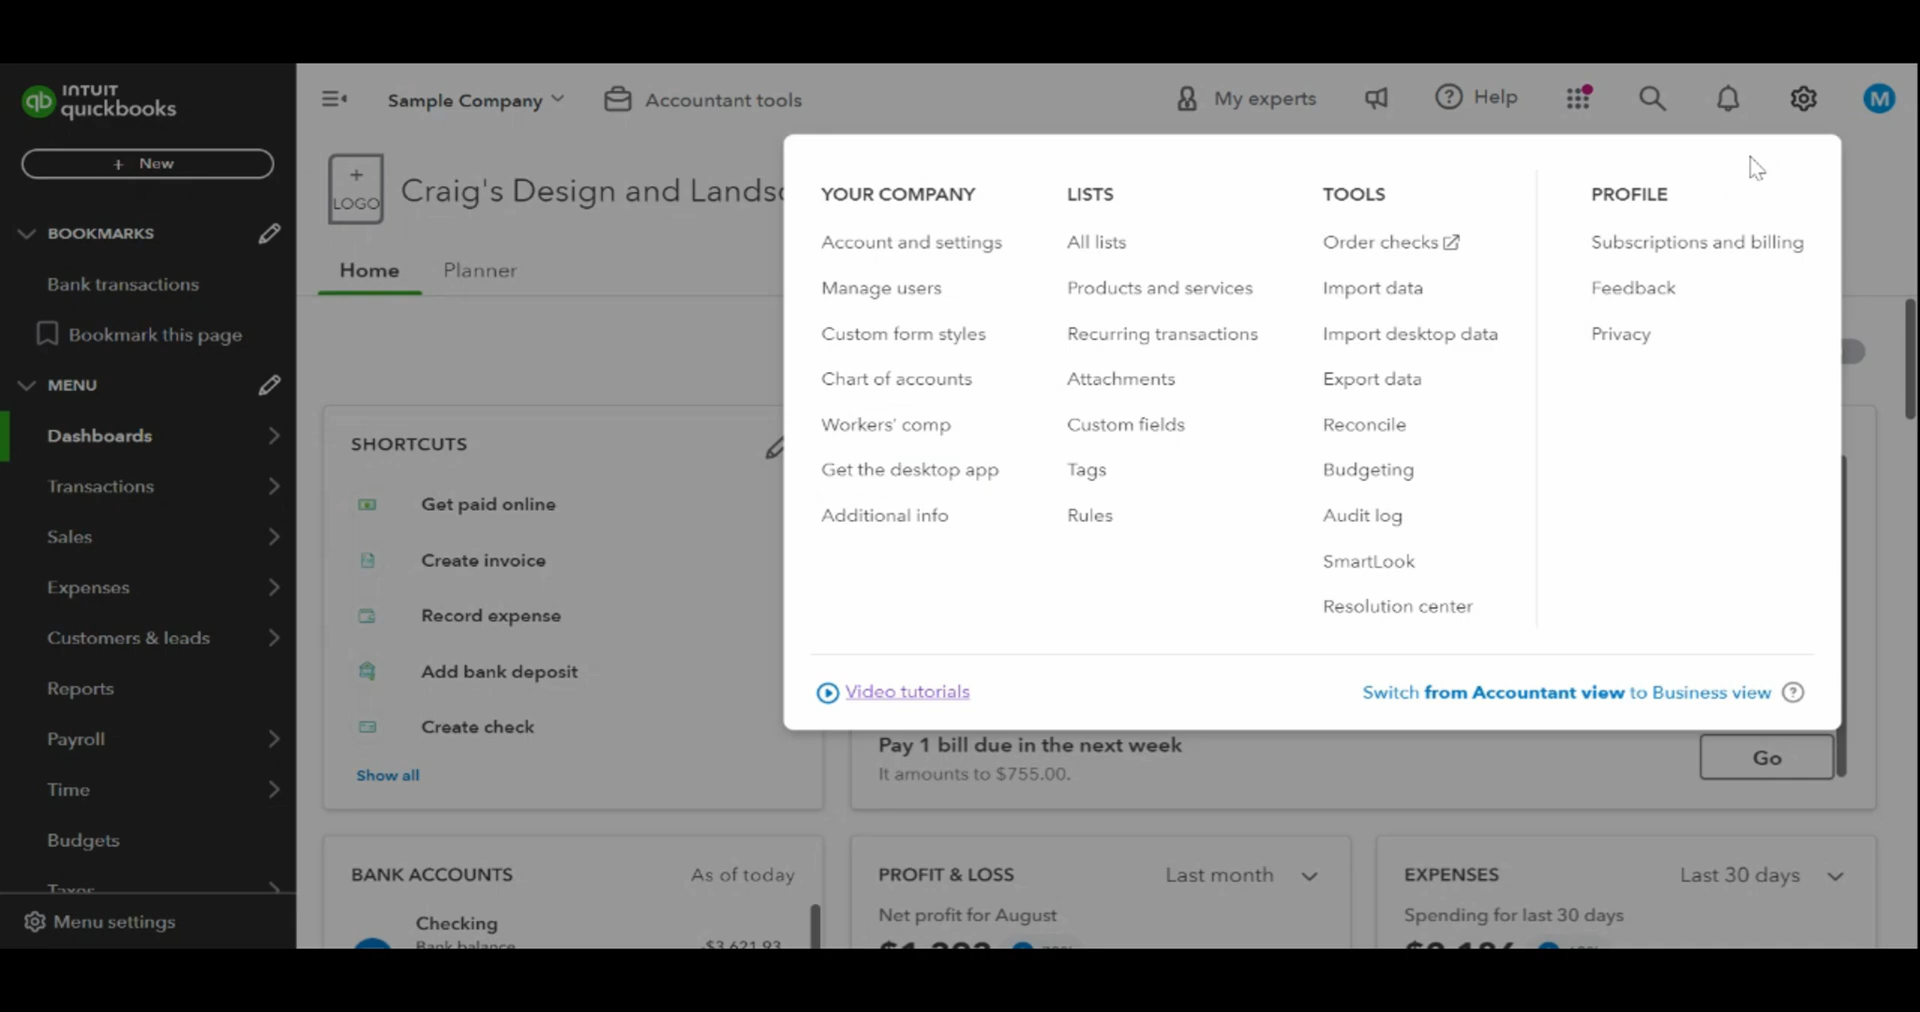 INTUIT
quickbooks
+ New
BOOKMARKS
Bank transactions
Bookmark this page
MENU
Dashboards
Transactions
Sales
Expenses
Customers & leads
Reports
Payroll
Time
Budgets
Taxes
Menu settings
Sample Company
Accountant tools
My experts
Help
M
+
LOGO
Craig's Design and Landsc
Home
Planner
SHORTCUTS
Get paid online
Create invoice
Record expense
Add bank deposit
Create check
Show all
YOUR COMPANY
Account and settings
Manage users
Custom form styles
Chart of accounts
Workers' comp
Get the desktop app
Additional info
LISTS
All lists
Products and services
Recurring transactions
Attachments
Custom fields
Tags
Rules
TOOLS
Order checks
Import data
Import desktop data
Export data
Reconcile
Budgeting
Audit log
SmartLook
Resolution center
PROFILE
Subscriptions and billing
Feedback
Privacy
Video tutorials
Switch from Accountant view to Business view
Pay 1 bill due in the next week
It amounts to $755.00.
Go
BANK ACCOUNTS
As of today
Checking
Bank balance
-$3,621.93
PROFIT & LOSS
Last month
Net profit for August
EXPENSES
Last 30 days
Spending for last 30 days